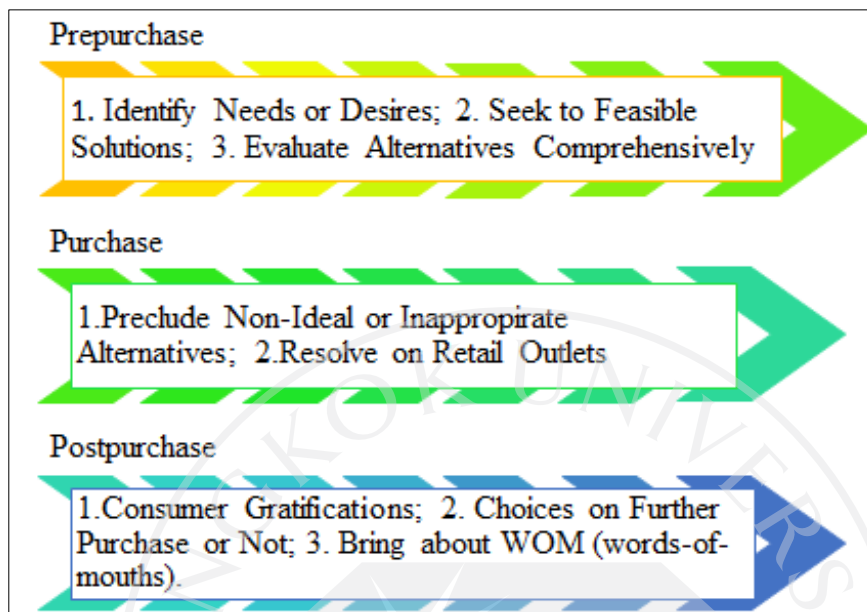 Prepurchase
1. Identify Needs or Desires; 2. Seek to Feasible
Solutions; 3. Evaluate Alternatives Comprehensively
Purchase
1.Preclude Non-Ideal or Inappropirate
Alternatives; 2.Resolve on Retail Outlets
Postpurchase
1.Consumer Gratifications; 2. Choices on Further
Purchase or Not; 3. Bring about WOM (words-of-
mouths).
NGKOK UNIVERS